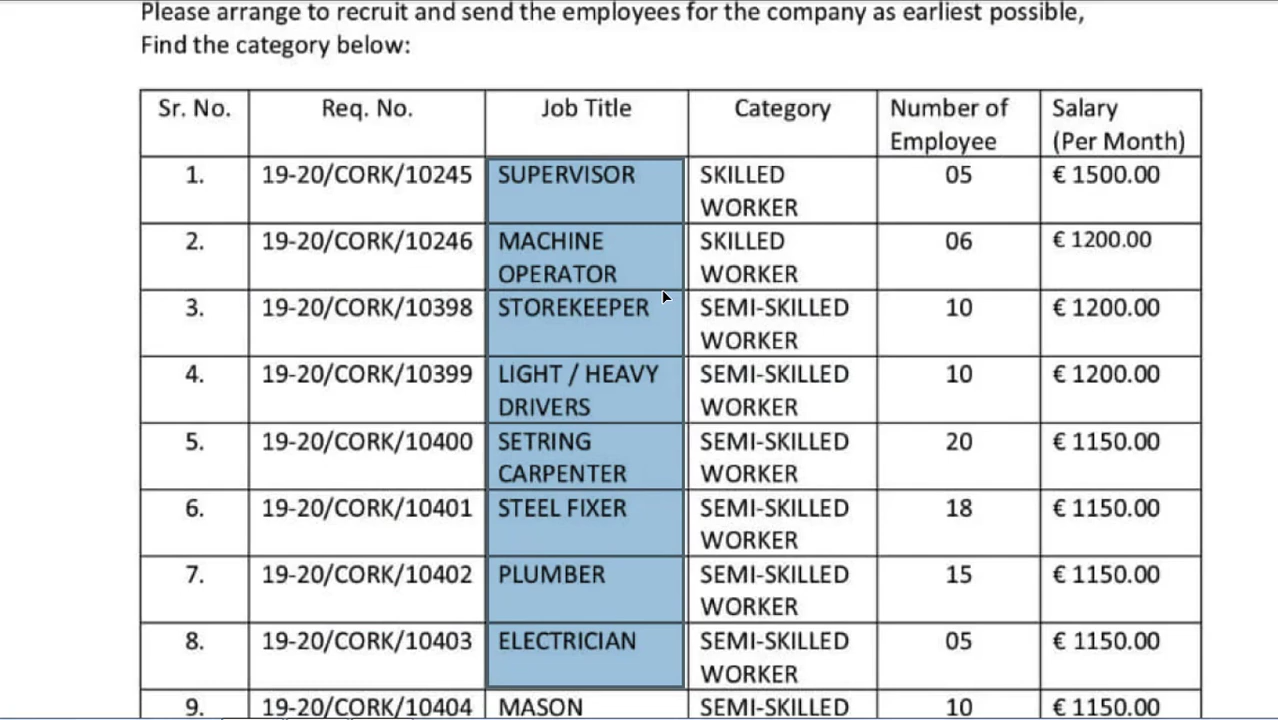 Please arrange to recruit and send the employees for the company as earliest possible,
Find the category below:
Sr. No. Req. No. Job Title Category Number of Employee Salary (Per Month)
1. 19-20/CORK/10245 SUPERVISOR SKILLED WORKER 05 € 1500.00
2. 19-20/CORK/10246 MACHINE OPERATOR SKILLED WORKER 06 € 1200.00
3. 19-20/CORK/10398 STOREKEEPER SEMI-SKILLED WORKER 10 € 1200.00
4. 19-20/CORK/10399 LIGHT / HEAVY DRIVERS SEMI-SKILLED WORKER 10 € 1200.00
5. 19-20/CORK/10400 SETRING CARPENTER SEMI-SKILLED WORKER 20 € 1150.00
6. 19-20/CORK/10401 STEEL FIXER SEMI-SKILLED WORKER 18 € 1150.00
7. 19-20/CORK/10402 PLUMBER SEMI-SKILLED WORKER 15 € 1150.00
8. 19-20/CORK/10403 ELECTRICIAN SEMI-SKILLED WORKER 05 € 1150.00
9. 19-20/CORK/10404 MASON SEMI-SKILLED 10 € 1150.00